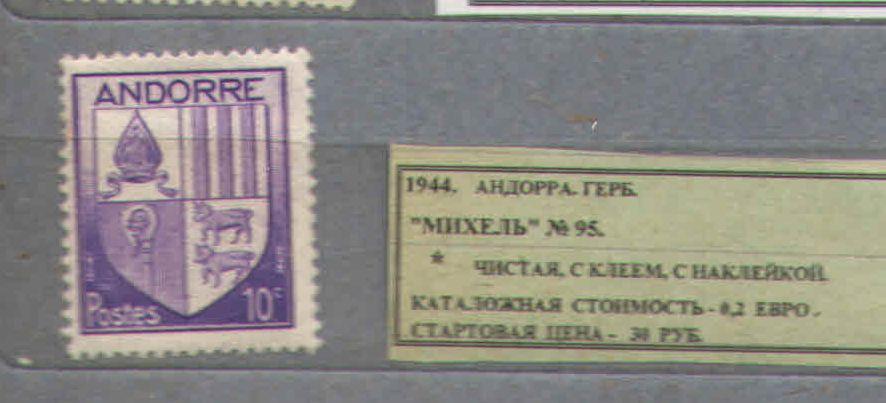 ANDORRE
Postes 10c
1944. АНДОРРА. ГЕРБ.
"МИХЕЛЬ" № 95.
* ЧИСТАЯ, С КЛЕЕМ, С НАКЛЕЙКОЙ.
КАТАЛОЖНАЯ СТОИМОСТЬ - 0,2 ЕВРО.
СТАРТОВАЯ ЦЕНА - 30 РУБ.